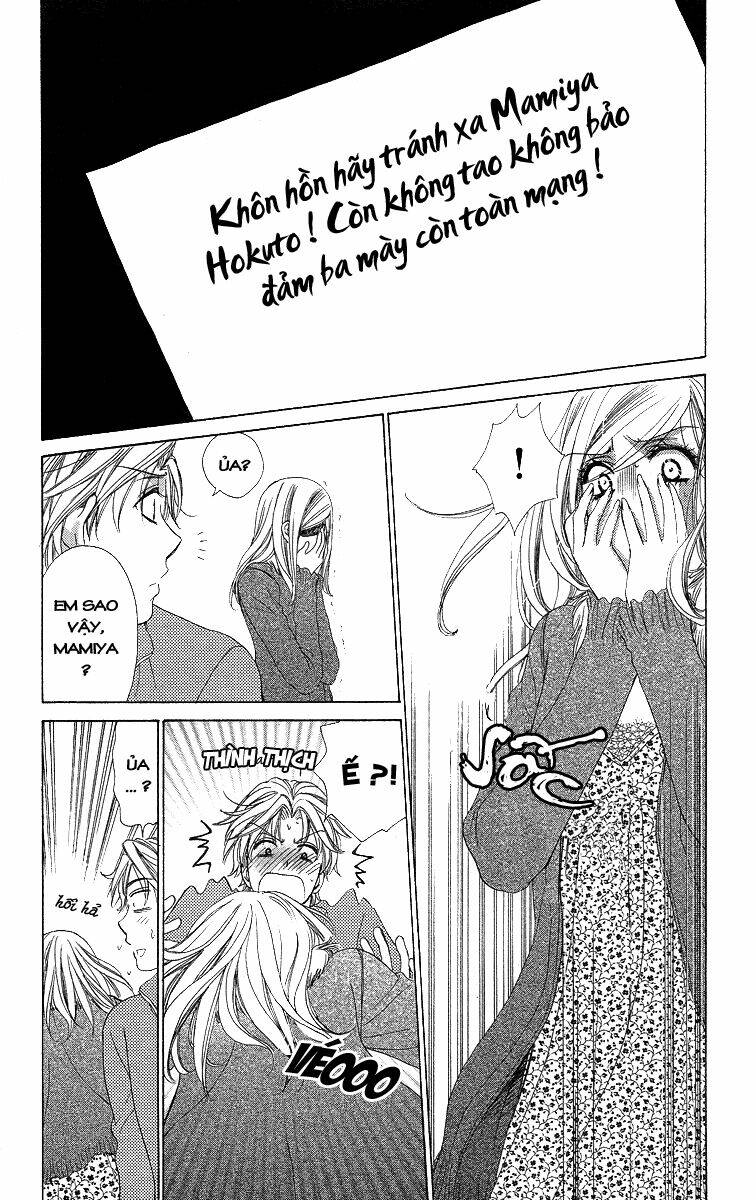 Khôn hồn hãy tránh xa Mamiya
Hokuto ! Còn không tao không bảo
đảm ba mày còn toàn mạng !
!
ỦA?
EM SAO
VẬY,
MAMIYA
?
SỐC
Ế ?!
THÌNH THỊCH
VÉOOO
ỦA
... ?
hối hả